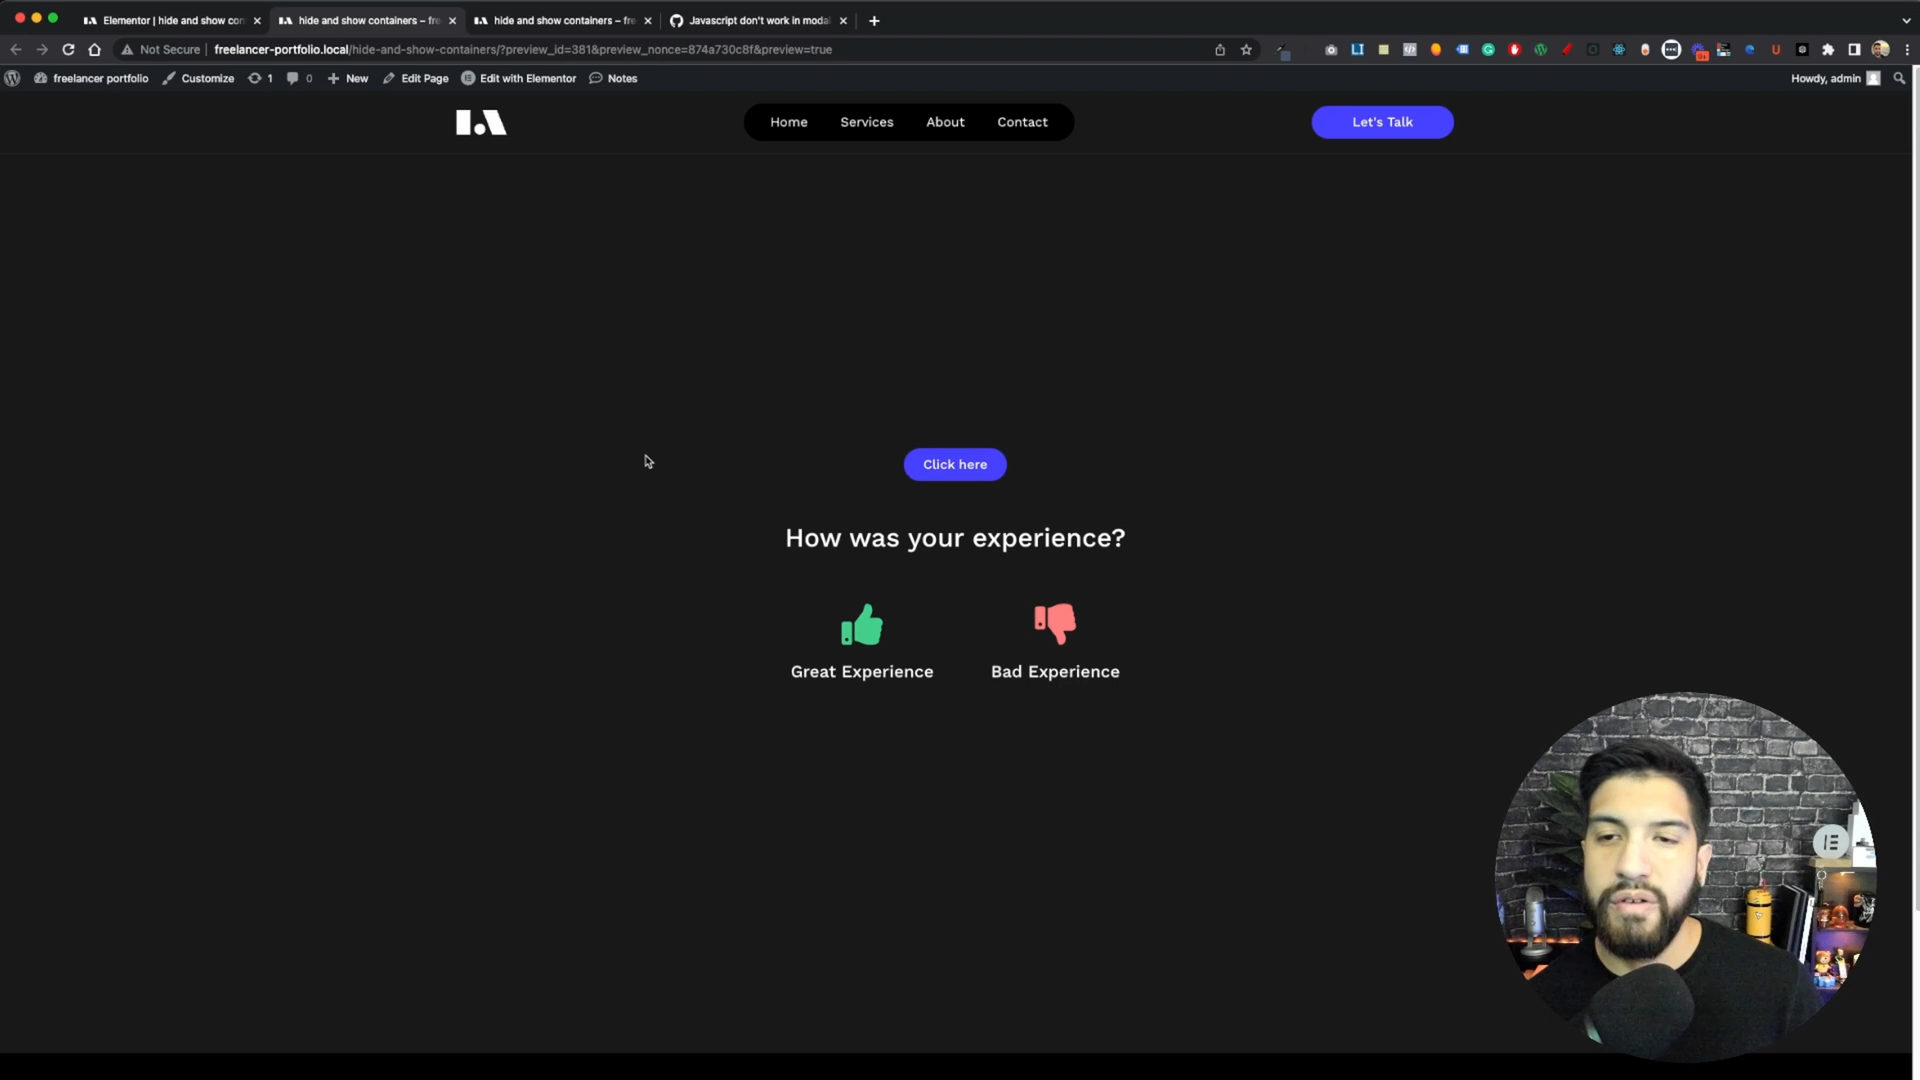 Elementor | hide and show con
hide and show containers – fre
hide and show containers – fre
Javascript don't work in modal
Not Secure
freelancer-portfolio.local/hide-and-show-containers/?preview_id=381&preview_nonce=874a730c8f&preview=true
freelancer portfolio
Customize
1
0
New
Edit Page
Edit with Elementor
Notes
Howdy, admin
Home
Services
About
Contact
Let's Talk
Click here
How was your experience?
Great Experience
Bad Experience